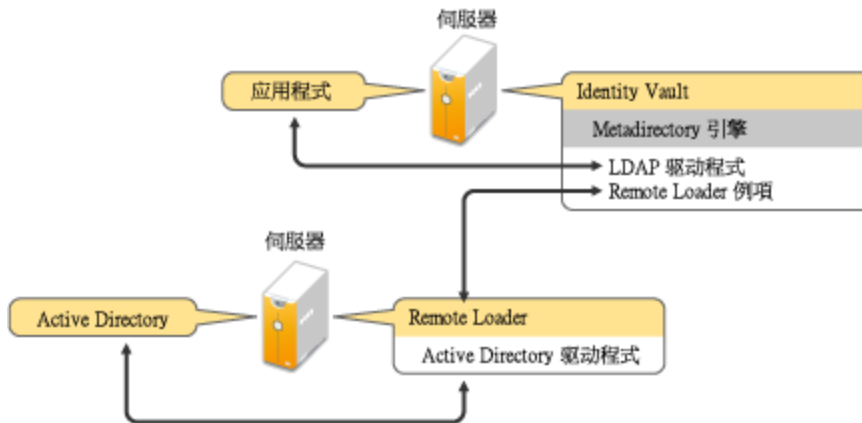 伺服器
应用程式
Identity Vault
Metadirectory 引擎
LDAP 驱动程式
Remote Loader 例項
伺服器
Active Directory
Remote Loader
Active Directory 驱动程式